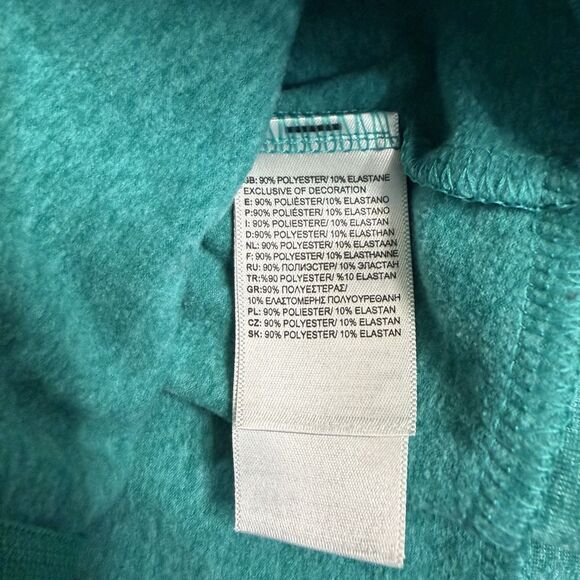 GB: 90% POLYESTER/ 10% ELASTANE
EXCLUSIVE OF DECORATION
E: 90% POLIÉSTER/ 10% ELASTANO
P: 90% POLIÉSTER/ 10% ELASTANO
I: 90% POLIESTERE/ 10% ELASTAN
D:90% POLYESTER/ 10% ELASTHAN
NL: 90% POLYESTER/ 10% ELASTAAN
F: 90% POLYESTER/ 10% ELASTHANNE
RU: 90% ПОЛИЭСТЕР/ 10% ЭЛАСТАН
TR:%90 POLYESTER/ %10 ELASTAN
GR:90% ΠΟΛΥΕΣΤΕΡΑΣ/
10% ΕΛΑΣΤΟΜΕΡΗΣ ΠΟΛΥΟΥΡΕΘΑΝΗ
PL: 90% POLIESTER/ 10% ELASTAN
CZ: 90% POLYESTER/ 10% ELASTAN
SK: 90% POLYESTER/ 10% ELASTAN